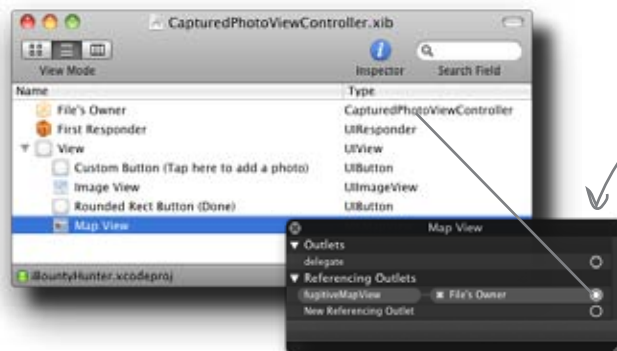 CapturedPhotoViewController.xib
View Mode
Inspector
Search Field
Name
Type
File's Owner
CapturedPhotoViewController
First Responder
UIResponder
View
UIView
Custom Button (Tap here to add a photo)
UIButton
Image View
UIImageView
Rounded Rect Button (Done)
UIButton
Map View
iBountyHunter.xcodeproj
Map View
Outlets
delegate
Referencing Outlets
fugitiveMapView
File's Owner
New Referencing Outlet